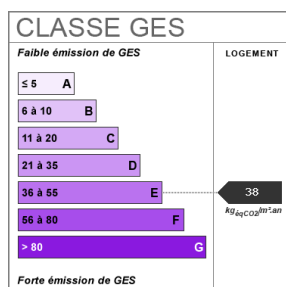 CLASSE GES
Faible émission de GES
LOGEMENT
≤ 5 A
6 à 10 B
11 à 20 C
21 à 35 D
36 à 55 E
38
kgéqCO2/m².an
56 à 80 F
> 80 G
Forte émission de GES